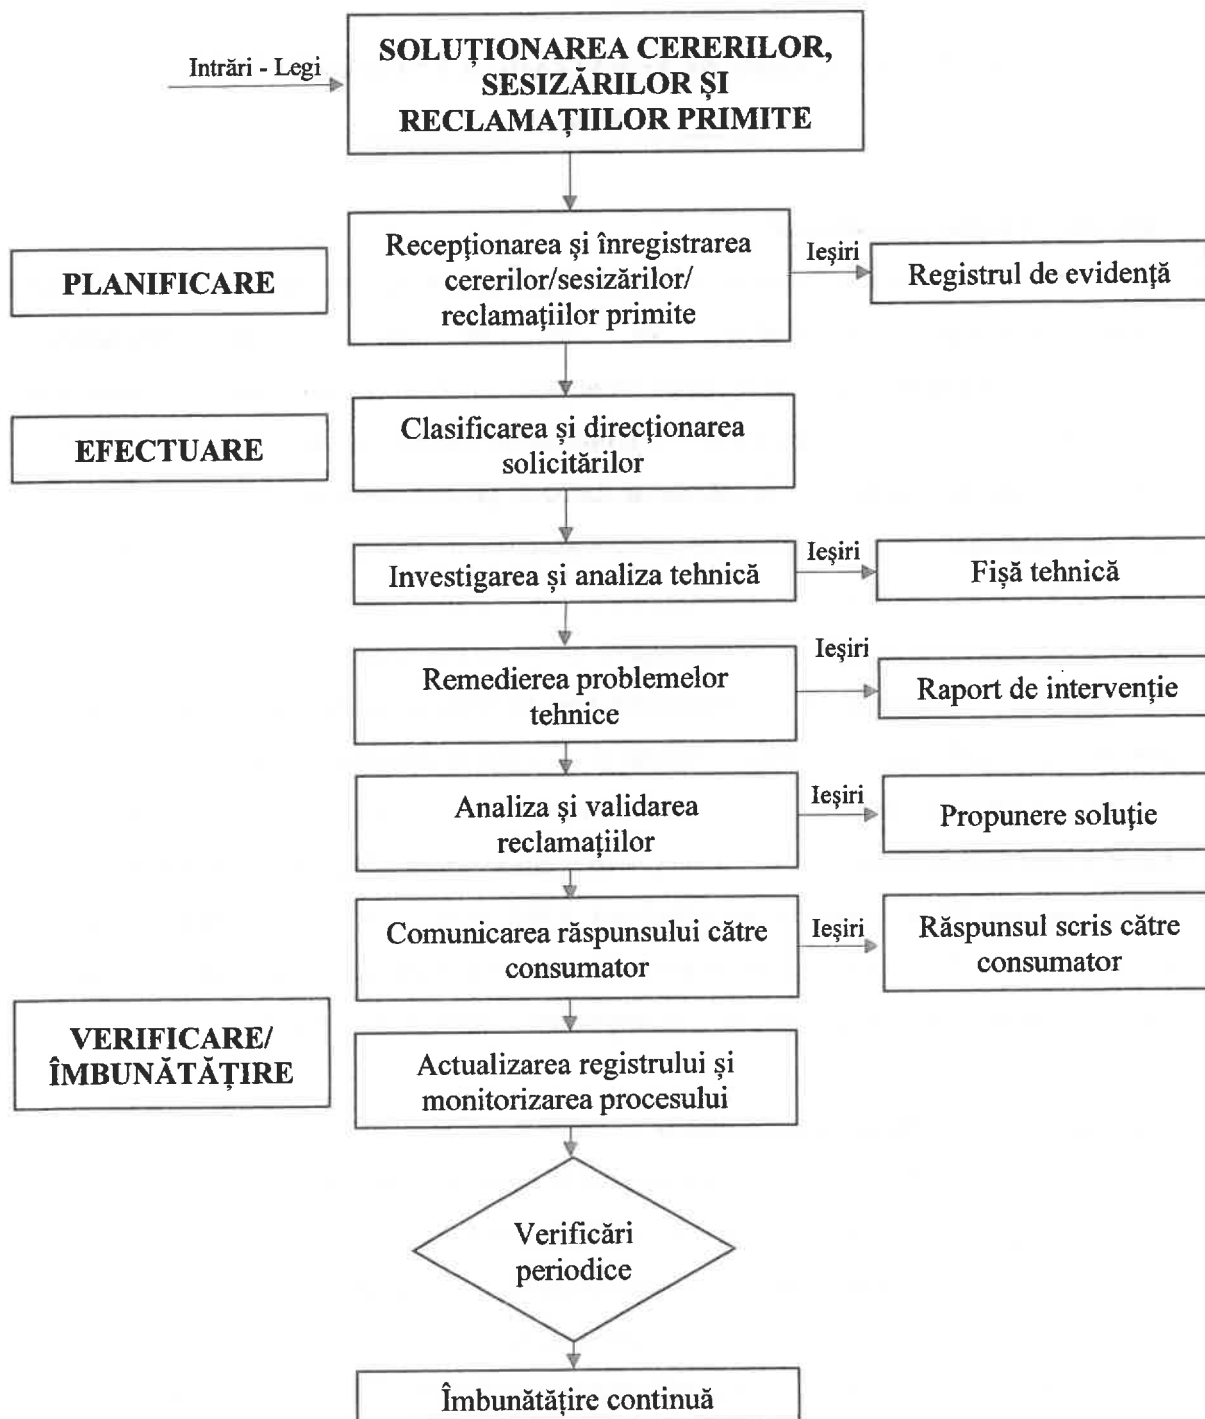 Intrări - Legi
SOLUȚIONAREA CERERILOR,
SESIZĂRILOR ȘI
RECLAMAȚIILOR PRIMITE
PLANIFICARE
Recepționarea și înregistrarea
cererilor/sesizărilor/
reclamațiilor primite
Ieșiri
Registrul de evidență
EFECTUARE
Clasificarea și direcționarea
solicitărilor
Investigarea și analiza tehnică
Ieșiri
Fișă tehnică
Remedierea problemelor
tehnice
Ieșiri
Raport de intervenție
Analiza și validarea
reclamațiilor
Ieșiri
Propunere soluție
Comunicarea răspunsului către
consumator
Ieșiri
Răspunsul scris către
consumator
VERIFICARE/
ÎMBUNĂTĂȚIRE
Actualizarea registrului și
monitorizarea procesului
Verificări
periodice
Îmbunătățire continuă